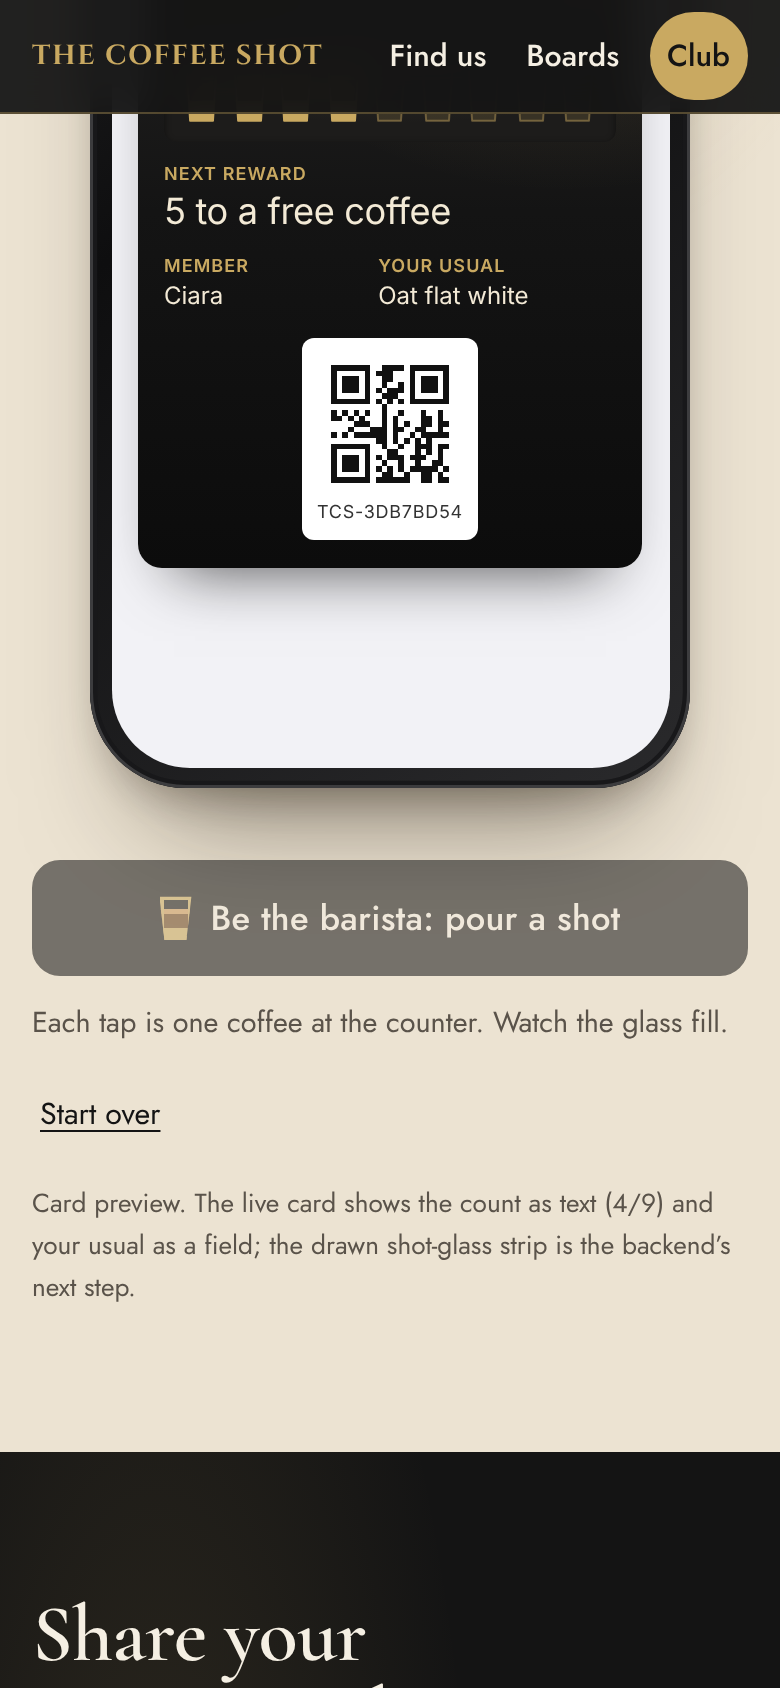 THE COFFEE SHOT
Find us
Boards
Club
NEXT REWARD
5 to a free coffee
MEMBER
YOUR USUAL
Ciara
Oat flat white
TCS-3DB7BD54
Be the barista: pour a shot
Each tap is one coffee at the counter. Watch the glass fill.
Start over
Card preview. The live card shows the count as text (4/9) and
your usual as a field; the drawn shot-glass strip is the backend’s
next step.
Share your